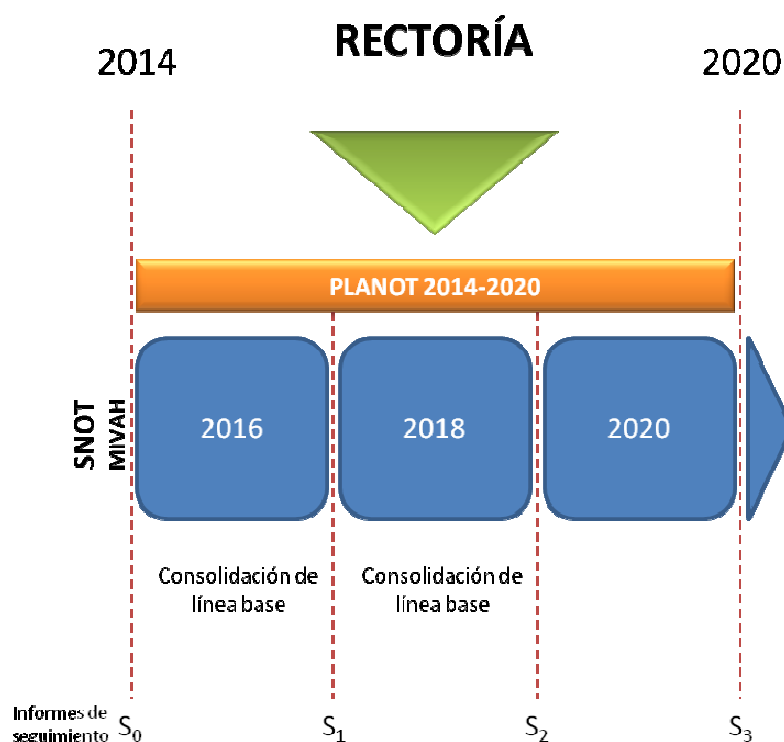 RECTORÍA
2014
2020
PLANOT 2014-2020
SNOT
MIVAH
2016
2018
2020
Consolidación de
línea base
Consolidación de
línea base
Informes de
seguimiento
S0
S1
S2
S3